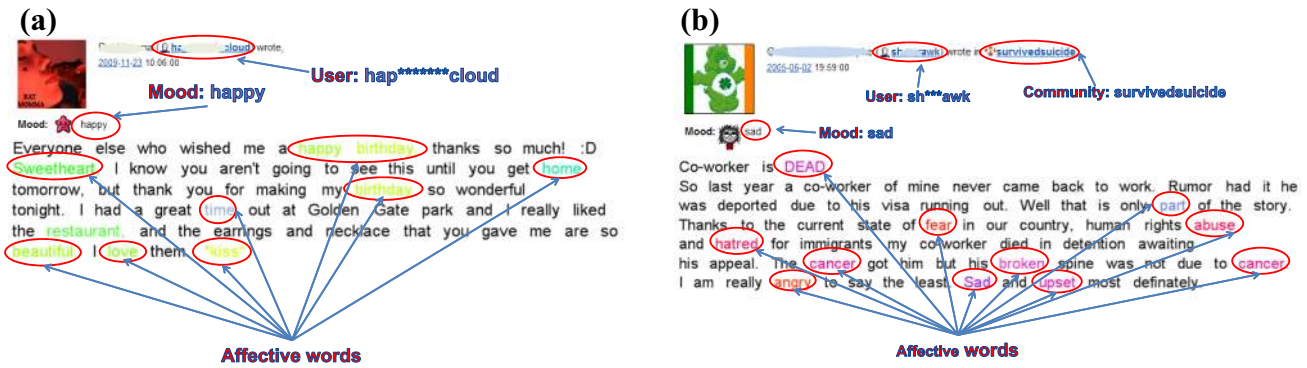 (a)
wrote,
2009-11-23 10:06:00
User: hap*******cloud
Mood: happy
RAT
MOMMA
Mood: happy
Everyone else who wished me a happy birthday thanks so much! :D
Sweetheart I know you aren't going to see this until you get home
tomorrow, but thank you for making my birthday so wonderful
tonight. I had a great time out at Golden Gate park and I really liked
the restaurant, and the earrings and necklace that you gave me are so
beautiful I love them *kiss*
Affective words
(b)
wrote in survivedsuicide
2005-06-02 19:59:00
User: sh***awk
Community: survivedsuicide
Mood: sad
Mood: sad
Co-worker is DEAD
So last year a co-worker of mine never came back to work. Rumor had it he
was deported due to his visa running out. Well that is only part of the story.
Thanks to the current state of fear in our country, human rights abuse
and hatred for immigrants my co-worker died in detention awaiting
his appeal. The cancer got him but his broken spine was not due to cancer.
I am really angry to say the least. Sad and upset most definately
Affective words